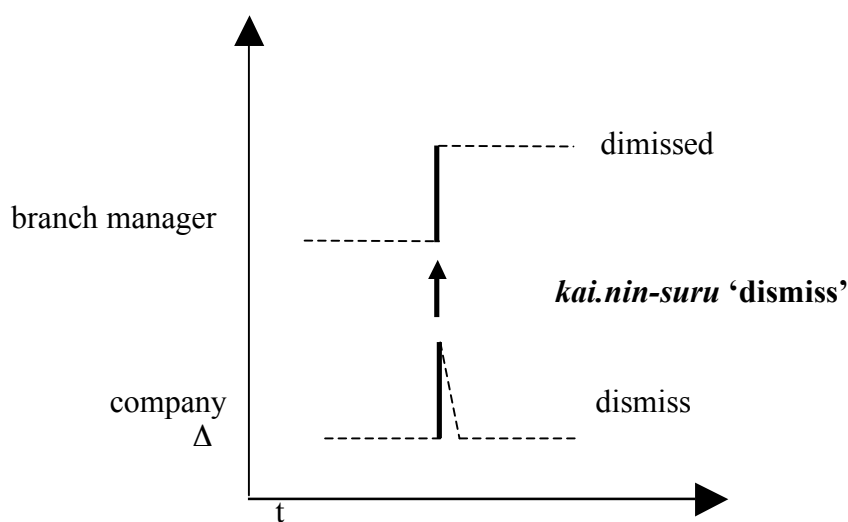 dimissed
branch manager
kai.nin-suru ‘dismiss’
company
dismiss
Δ
t